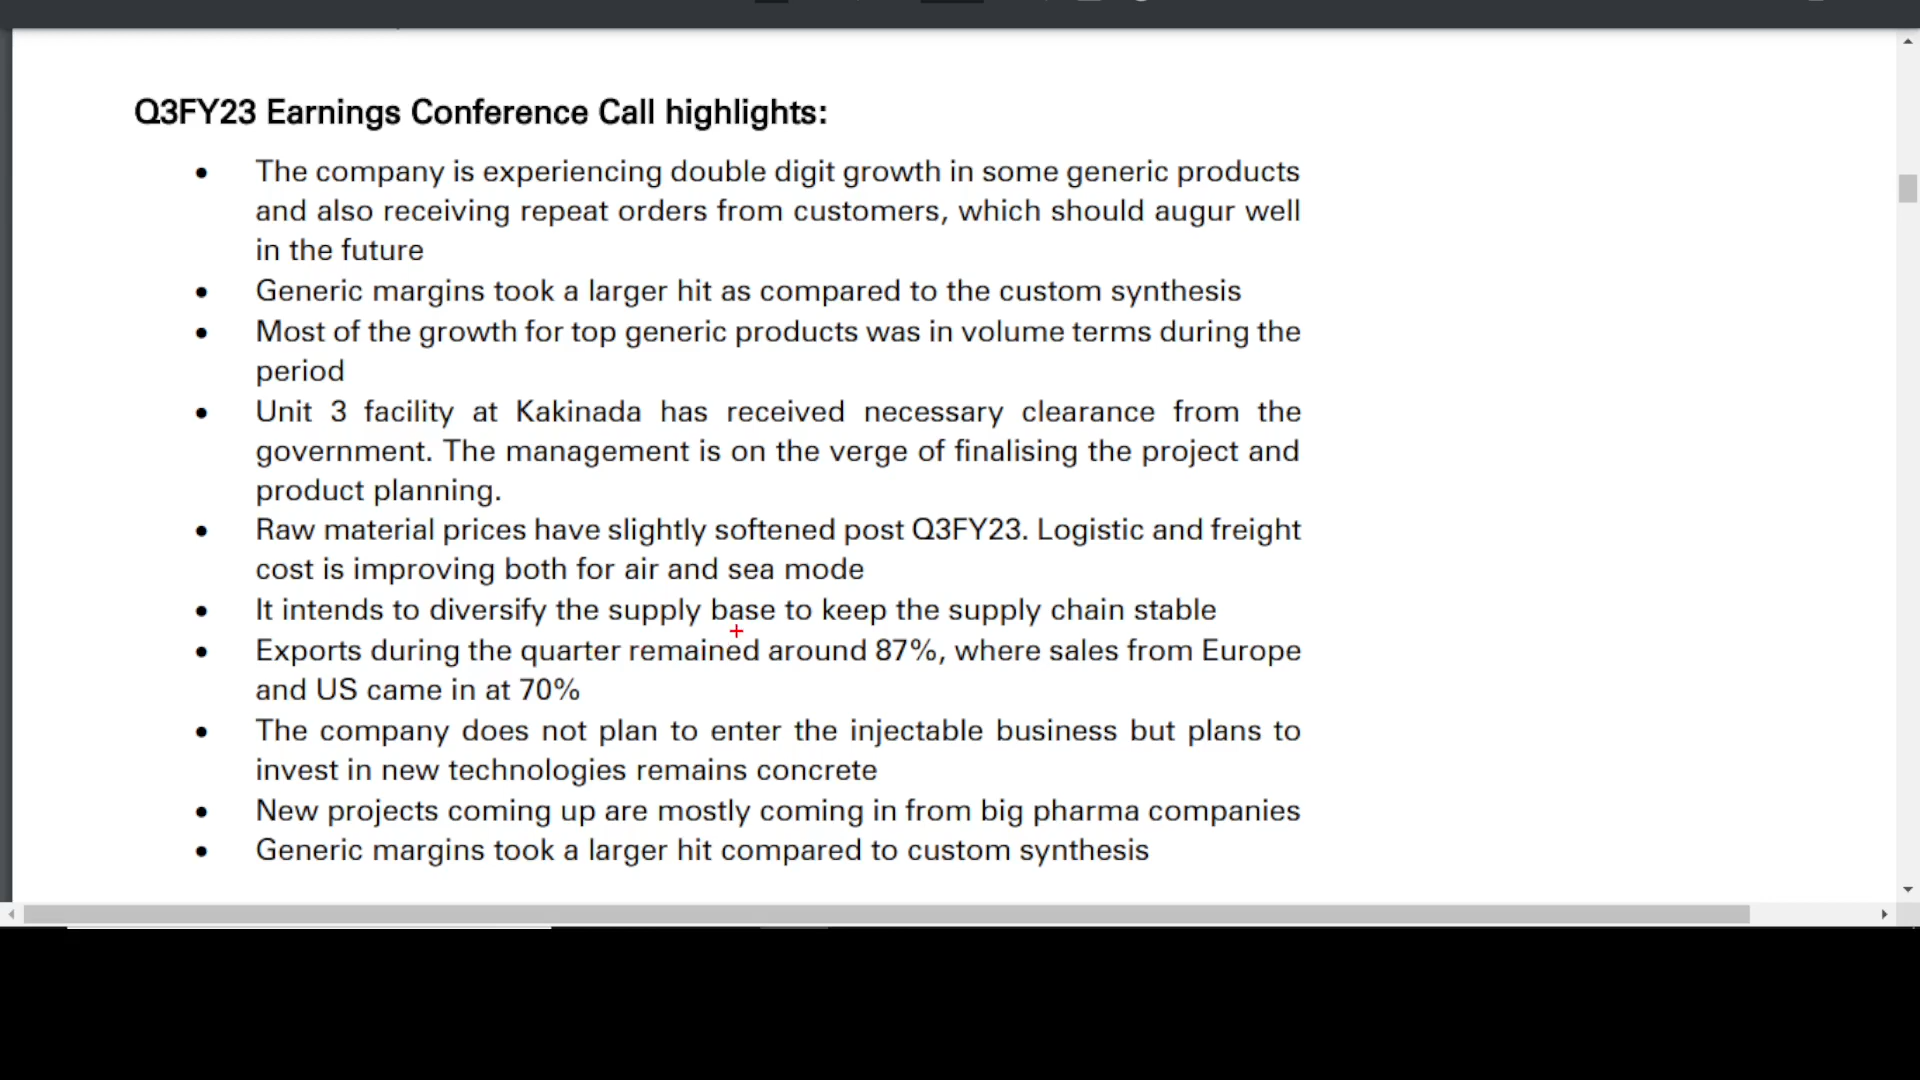 Q3FY23 Earnings Conference Call highlights:
• The company is experiencing double digit growth in some generic products
and also receiving repeat orders from customers, which should augur well
in the future
• Generic margins took a larger hit as compared to the custom synthesis
• Most of the growth for top generic products was in volume terms during the
period
• Unit 3 facility at Kakinada has received necessary clearance from the
government. The management is on the verge of finalising the project and
product planning.
• Raw material prices have slightly softened post Q3FY23. Logistic and freight
cost is improving both for air and sea mode
• It intends to diversify the supply base to keep the supply chain stable
• Exports during the quarter remained around 87%, where sales from Europe
and US came in at 70%
• The company does not plan to enter the injectable business but plans to
invest in new technologies remains concrete
• New projects coming up are mostly coming in from big pharma companies
• Generic margins took a larger hit compared to custom synthesis